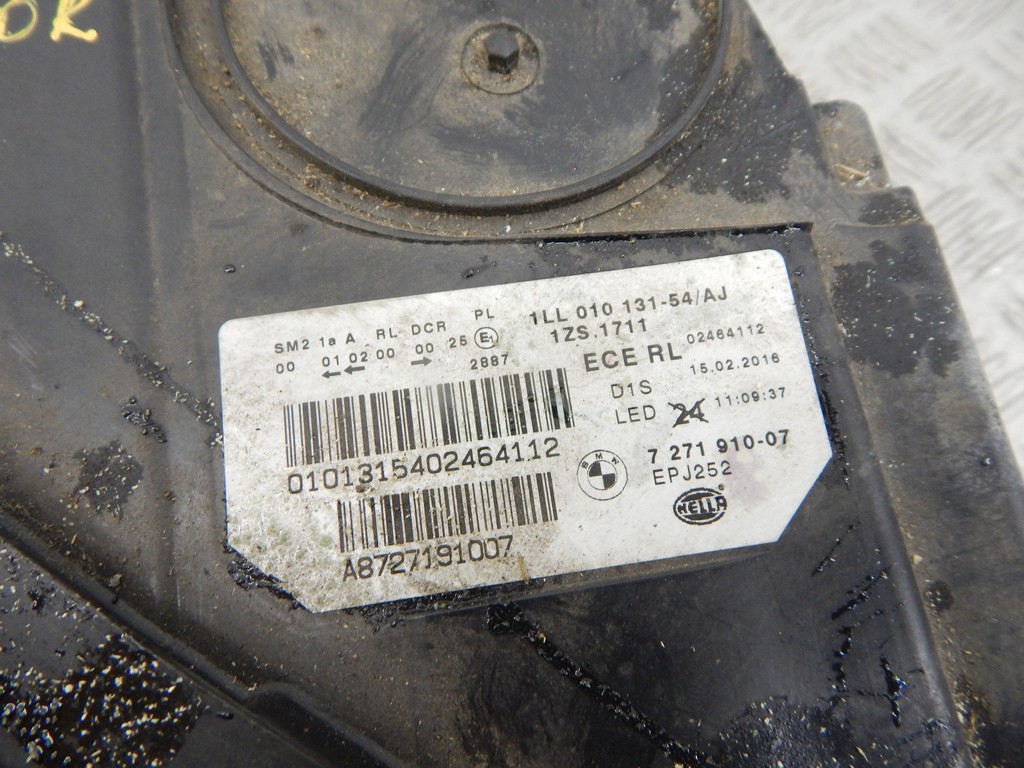 OK
SM2 1a A RL DCR PL
00 01 02 00 00 25 E1
2887
1LL 010 131-54/AJ
1ZS.1711
ECE RL 02464112
D1S 15.02.2016
LED 24 11:09:37
0101315402464112
BMW
7 271 910-07
EPJ252
HELLA
A8727191007